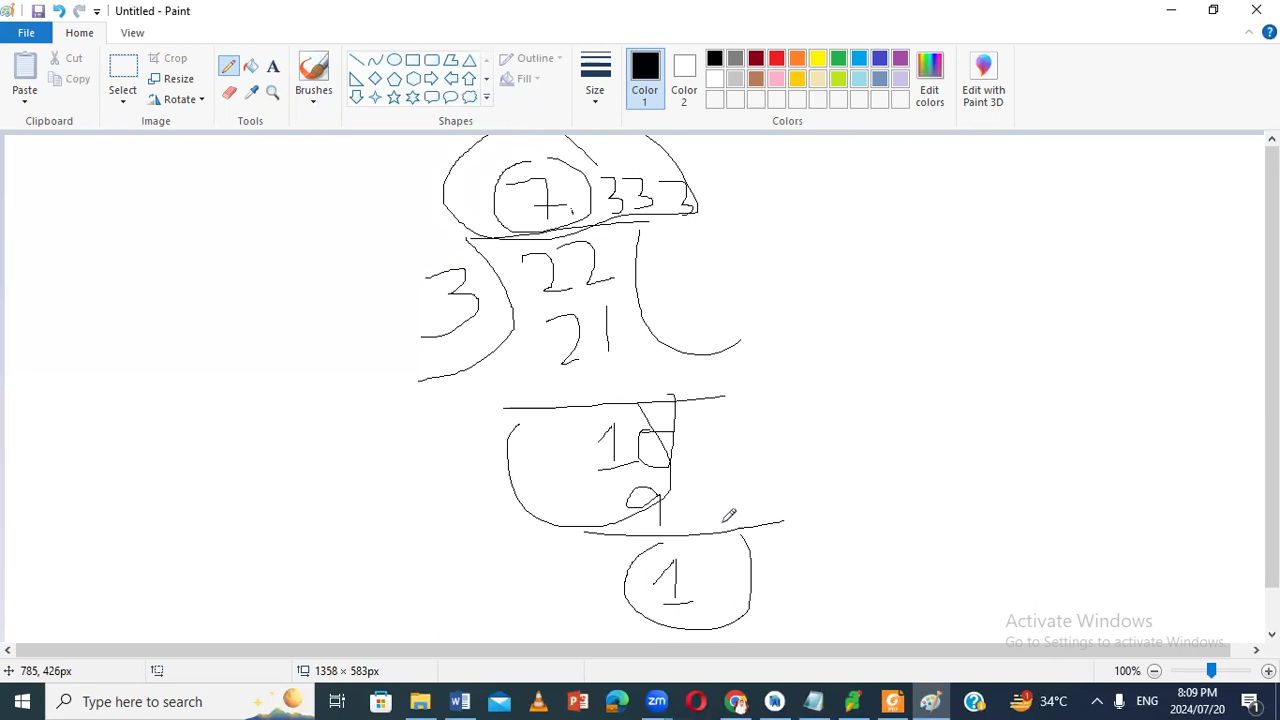 Untitled - Paint
File Home View
Paste Cut Copy Clipboard
Select Crop Resize Rotate Image
Tools
Brushes
Shapes Outline Fill
Size
Color 1
Color 2
Colors
Edit colors
Edit with Paint 3D
7 333
3 22
21
10
9
1
Activate Windows
Go to Settings to activate Windows.
785, 426px 1358 × 583px 100%
Type here to search 34°C ENG 8:09 PM 2024/07/20